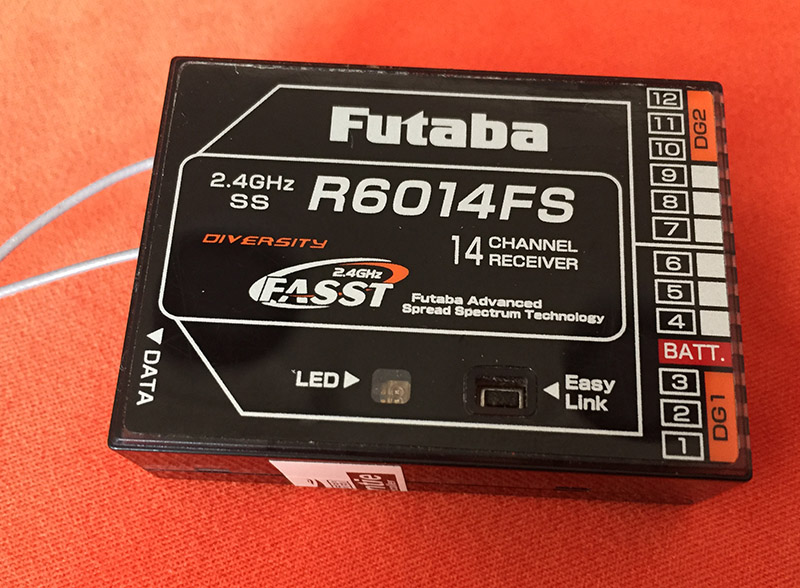 Futaba
2.4GHz
SS
R6014FS
DIVERSITY
14 CHANNEL
RECEIVER
2.4GHz
FASST
Futaba Advanced
Spread Spectrum Technology
DATA
LED
Easy
Link
12
11
10
DG2
9
8
7
6
5
4
BATT.
3
2
1
DG1